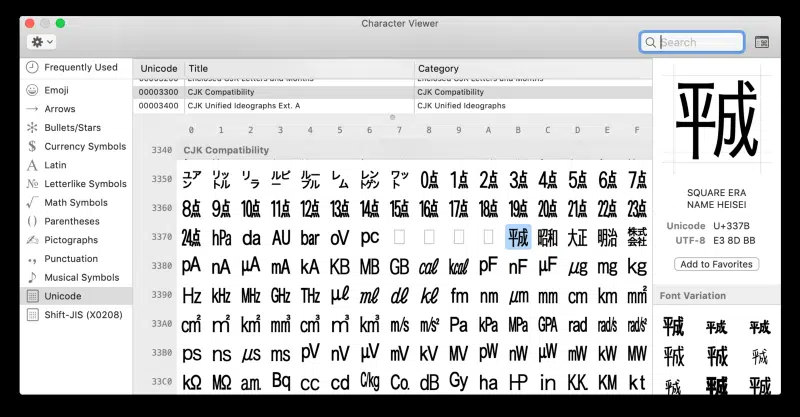 Character Viewer
Search
Frequently Used
Emoji
Arrows
Bullets/Stars
Currency Symbols
Latin
Letterlike Symbols
Math Symbols
Parentheses
Pictographs
Punctuation
Musical Symbols
Unicode
Shift-JIS (X0208)
Unicode Title Category
00003200 Enclosed CJK Letters and Months Enclosed CJK Letters and Months
00003300 CJK Compatibility CJK Compatibility
00003400 CJK Unified Ideographs Ext. A CJK Unified Ideographs
0 1 2 3 4 5 6 7 8 9 A B C D E F
3340 CJK Compatibility
3350 ㍐ ㍑ ㍒ ㍓ ㍔ ㍕ ㍖ ㍗ ㍘ ㍙ ㍚ ㍛ ㍜ ㍝ ㍞ ㍟
3360 ㍠ ㍡ ㍢ ㍣ ㍤ ㍥ ㍦ ㍧ ㍨ ㍩ ㍪ ㍫ ㍬ ㍭ ㍮ ㍯
3370 ㍰ ㍱ ㍲ ㍳ ㍴ ㍵ ㍶ ㍻ ㍼ ㍽ ㍾ ㍿
3380 ㎀ ㎁ ㎂ ㎃ ㎄ ㎅ ㎆ ㎇ ㎈ ㎉ ㎊ ㎋ ㎌ ㎍ ㎎ ㎏
3390 ㎐ ㎑ ㎒ ㎓ ㎔ ㎕ ㎖ ㎗ ㎘ ㎙ ㎚ ㎛ ㎜ ㎝ ㎞ ㎟
33A0 ㎠ ㎡ ㎢ ㎣ ㎤ ㎥ ㎦ ㎧ ㎨ ㎩ ㎪ ㎫ ㎬ ㎭ ㎮ ㎯
33B0 ㎰ ㎱ ㎲ ㎳ ㎴ ㎵ ㎶ ㎷ ㎸ ㎹ ㎺ ㎻ ㎼ ㎽ ㎾ ㎿
33C0 ㏀ ㏁ ㏂ ㏃ ㏄ ㏅ ㏆ ㏇ ㏈ ㏉ ㏊ ㏋ ㏌ ㏍ ㏎ ㏏
㍻
SQUARE ERA
NAME HEISEI
Unicode U+337B
UTF-8 E3 8D BB
Add to Favorites
Font Variation
㍻ ㍻ ㍻
㍻ ㍻ ㍻
㍻ ㍻ ㍻